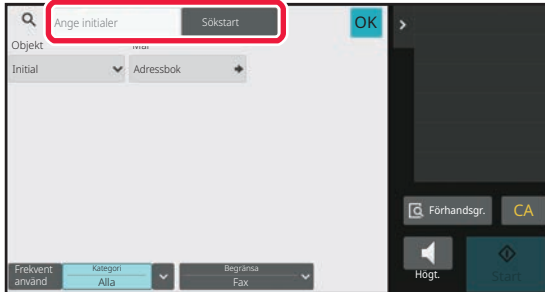 Ange initialer
Sökstart
OK
Objekt
Mål
Initial
Adressbok
Förhandsgr.
CA
Högt.
Start
Frekvent
använd
Kategori
Alla
Begränsa
Fax